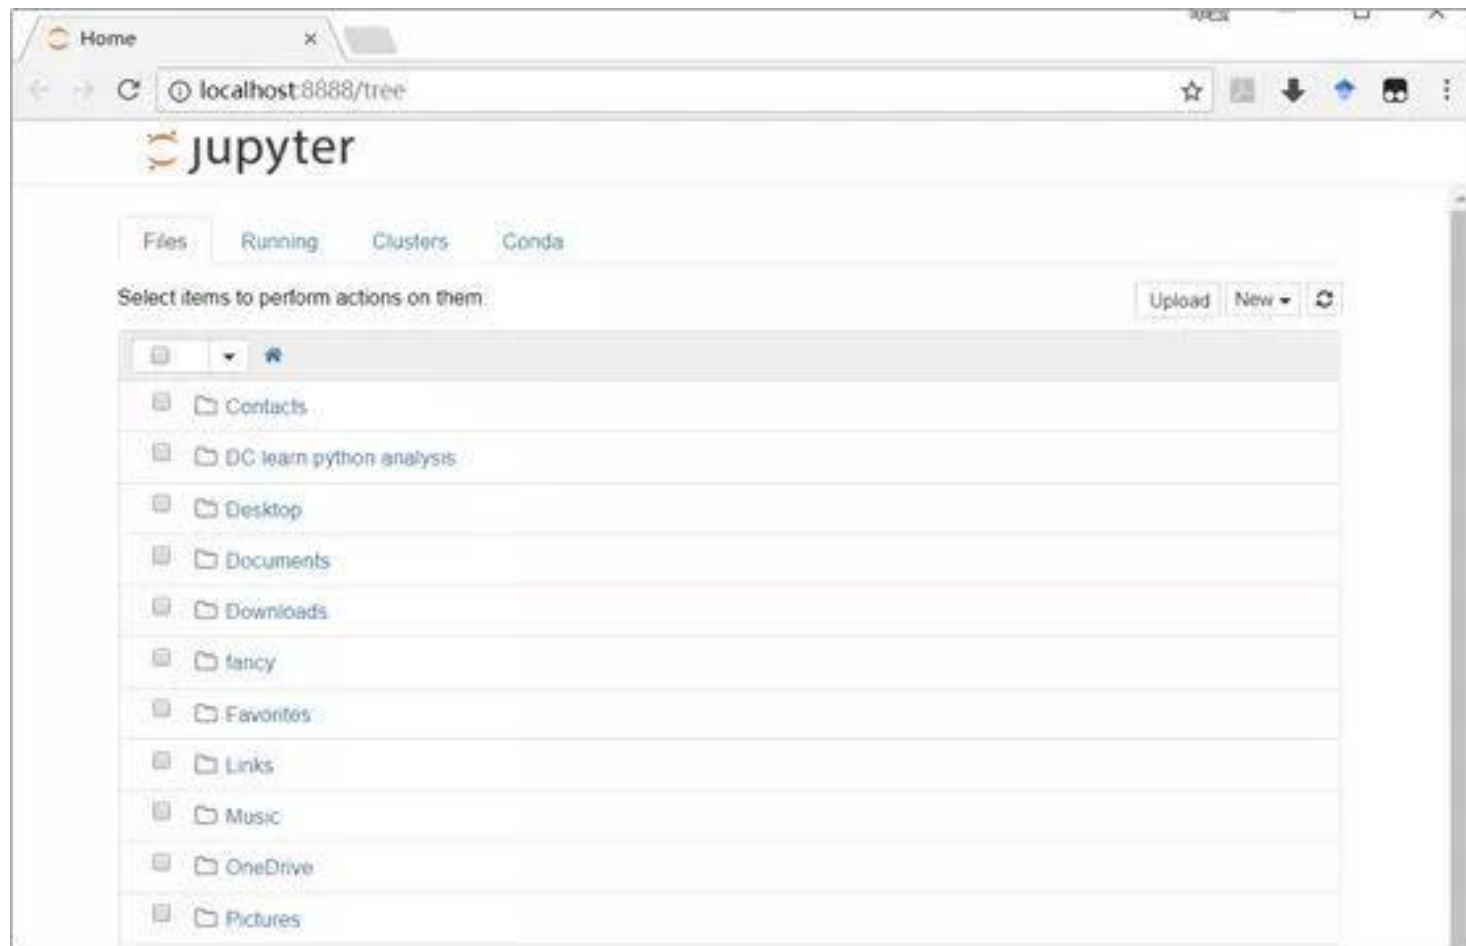 Home
localhost:8888/tree
jupyter
Files Running Clusters Conda
Select items to perform actions on them.
Upload New
Contacts
DC learn python analysis
Desktop
Documents
Downloads
fancy
Favorites
Links
Music
OneDrive
Pictures